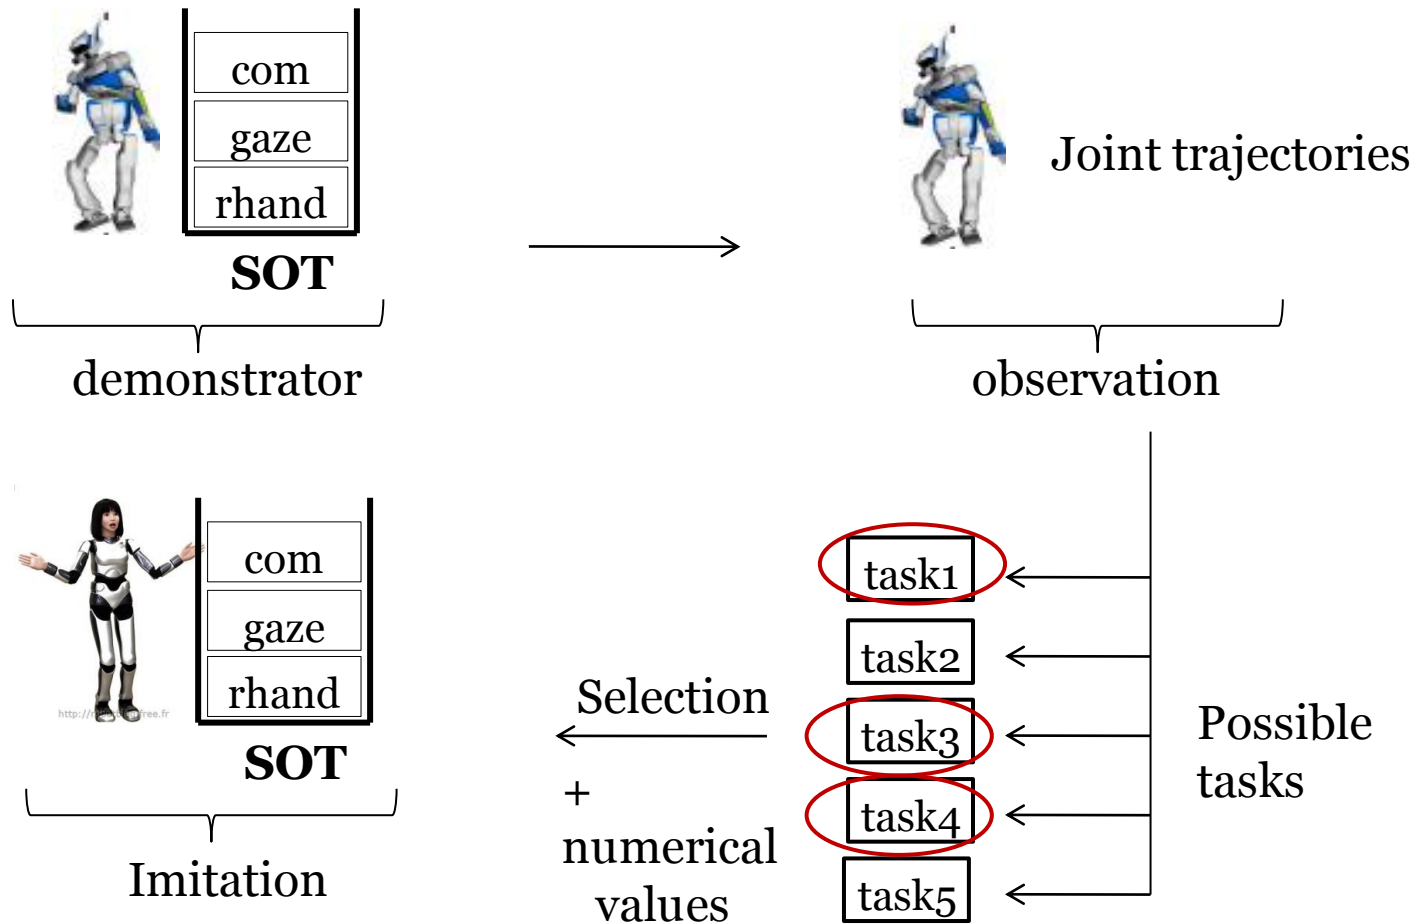 com
gaze
rhand
SOT
demonstrator
Joint trajectories
observation
com
gaze
rhand
SOT
Imitation
Selection
+
numerical
values
task1
task2
task3
task4
task5
Possible
tasks